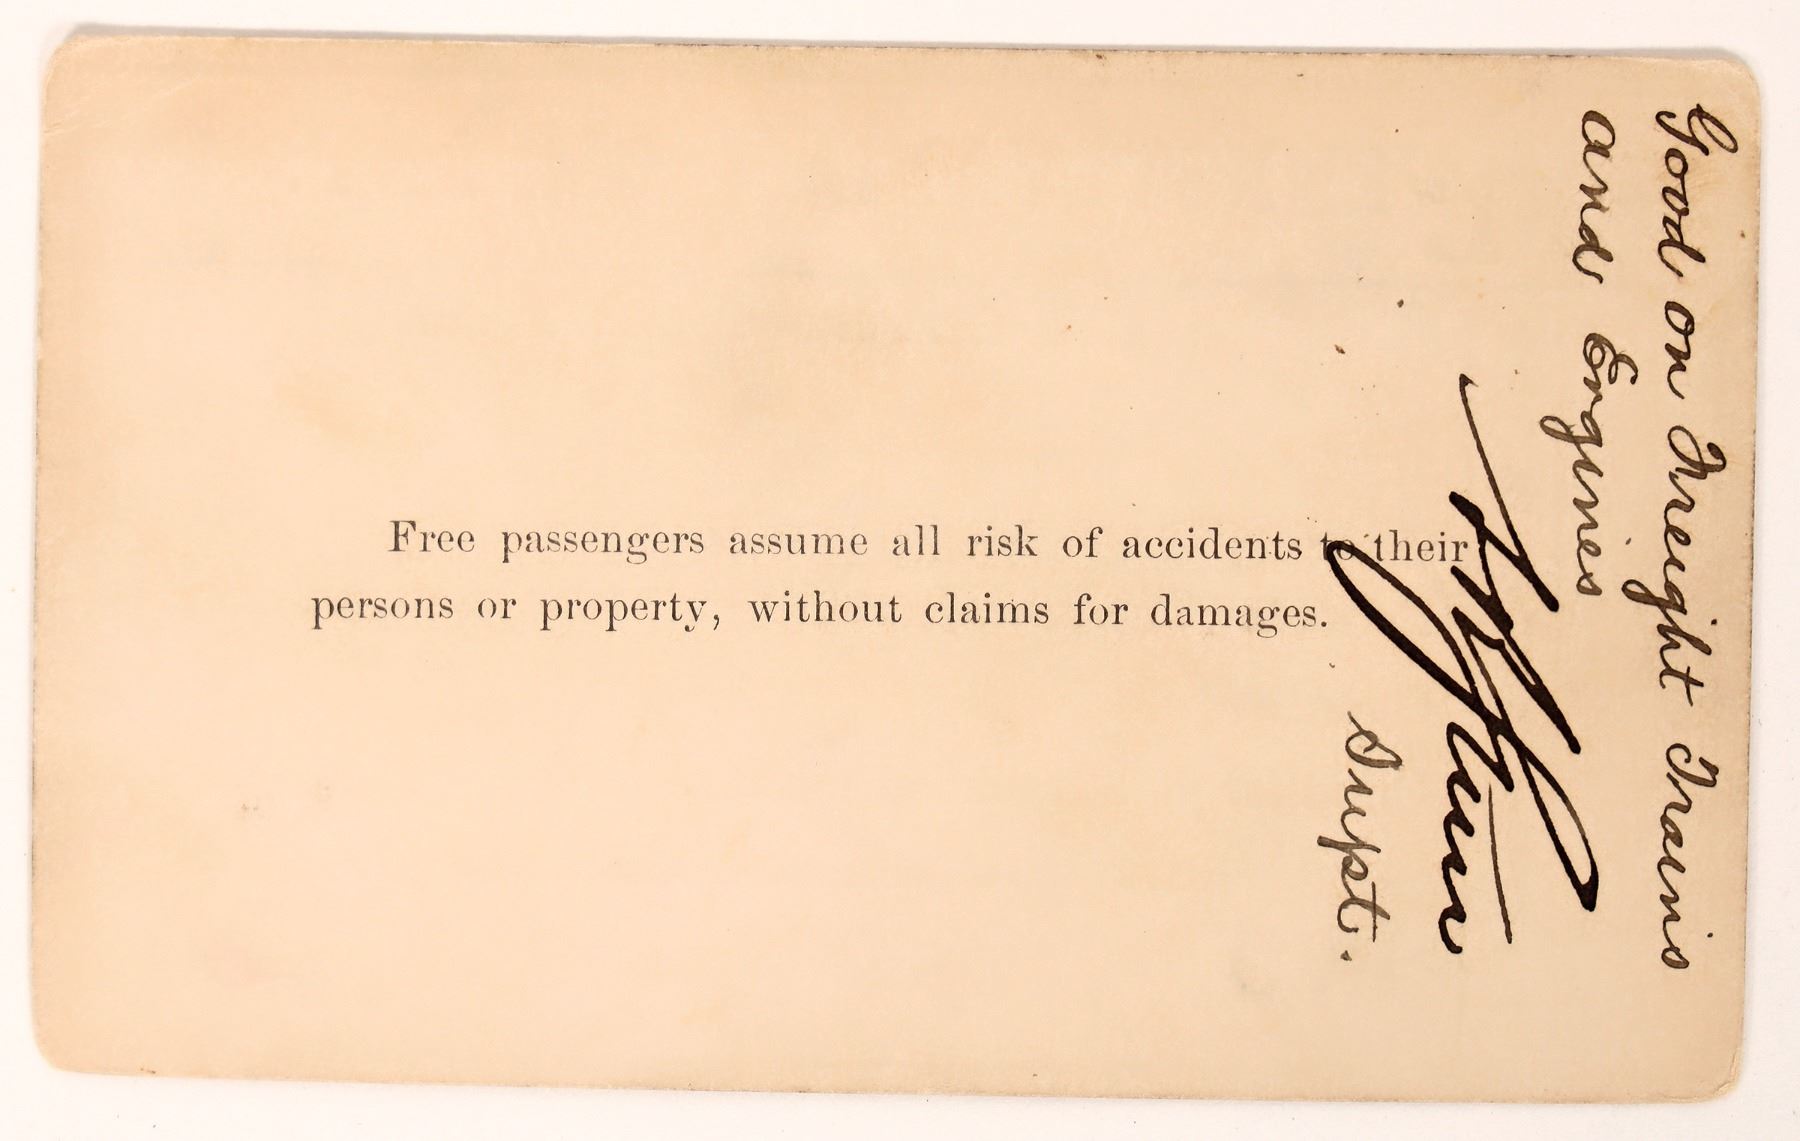 Free passengers assume all risk of accidents to their
persons or property, without claims for damages.
Good on Freight Trains
and Engines
Supt.